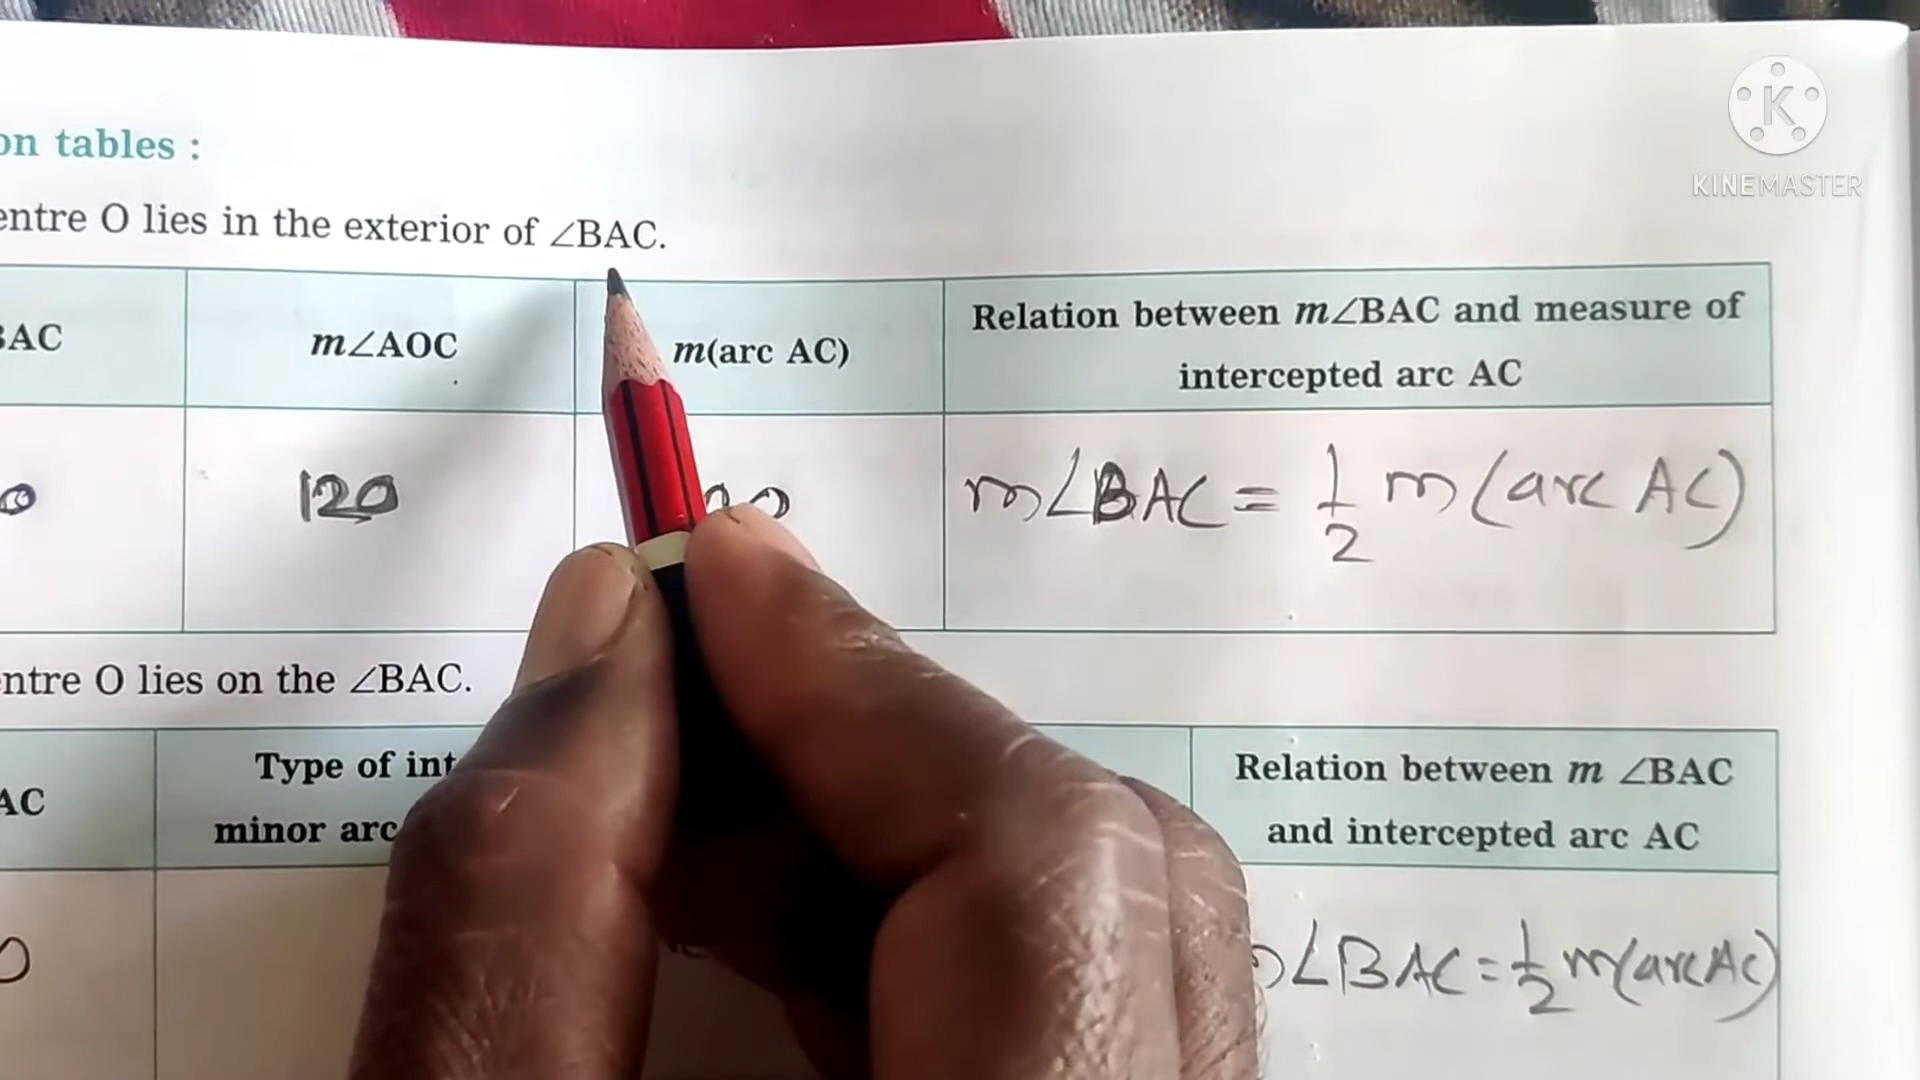 K
KINEMASTER
on tables :
entre O lies in the exterior of ∠BAC.
BAC
m∠AOC
m(arc AC)
Relation between m∠BAC and measure of
intercepted arc AC
120
m∠BAC = 1/2 m(arc AC)
entre O lies on the ∠BAC.
AC
Type of int
minor arc
Relation between m ∠BAC
and intercepted arc AC
∠BAC = 1/2 m(arc AC)